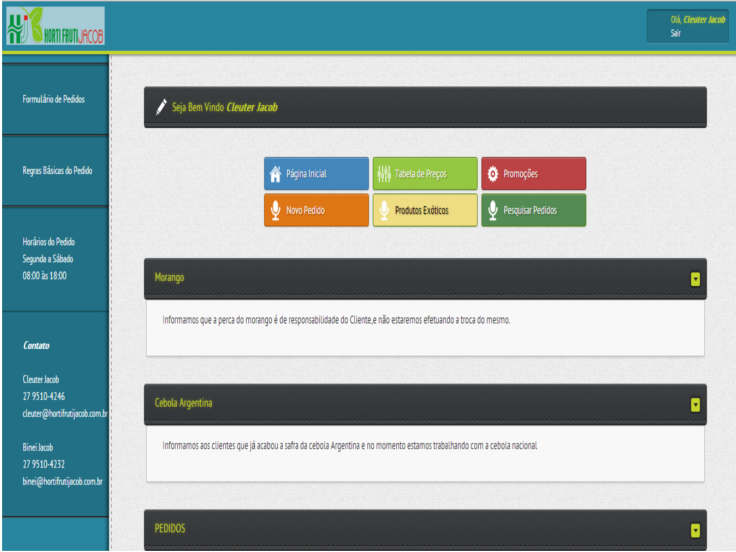 HORTI FRUTI JACOB
Olá, Cleuter Jacob
Sair
Formulário de Pedidos
Regras Básicas do Pedido
Horários do Pedido
Segunda a Sábado
08:00 às 18:00
Contato
Cleuter Jacob
27 9510-4246
cleuter@hortifrutijacob.com.br
Binei Jacob
27 9510-4232
binei@hortifrutijacob.com.br
Seja Bem Vindo Cleuter Jacob
Página Inicial
Tabela de Preços
Promoções
Novo Pedido
Produtos Exóticos
Pesquisar Pedidos
Morango
Informamos que a perca do morango é de responsabilidade do Cliente,e não estaremos efetuando a troca do mesmo.
Cebola Argentina
Informamos aos clientes que já acabou a safra da cebola Argentina e no momento estamos trabalhando com a cebola nacional
PEDIDOS